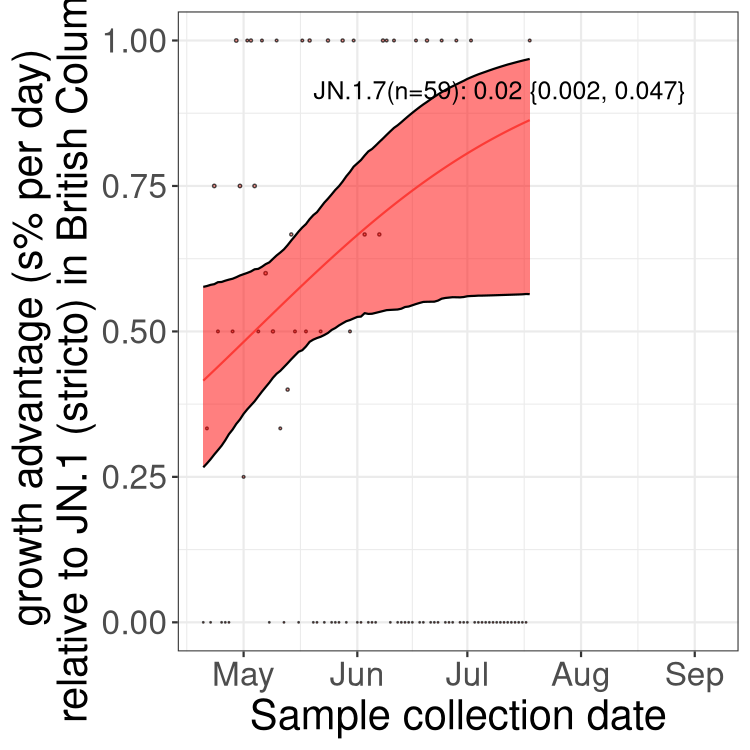 growth advantage (s% per day)
relative to JN.1 (stricto) in British Colum
1.00
0.75
0.50
0.25
0.00
JN.1.7(n=59): 0.02 {0.002, 0.047}
May Jun Jul Aug Sep
Sample collection date